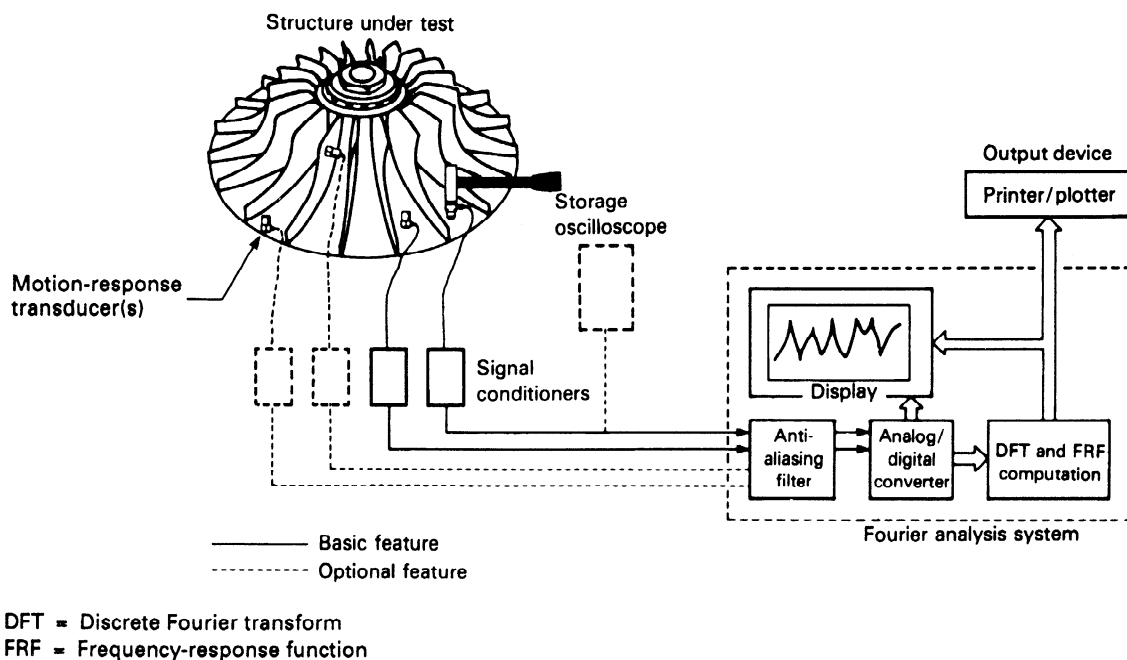 Structure under test
Output device
Printer/plotter
Storage
oscilloscope
Motion-response
transducer(s)
Signal
conditioners
Display
Anti-
aliasing
filter
Analog/
digital
converter
DFT and FRF
computation
Fourier analysis system
Basic feature
Optional feature
DFT = Discrete Fourier transform
FRF = Frequency-response function